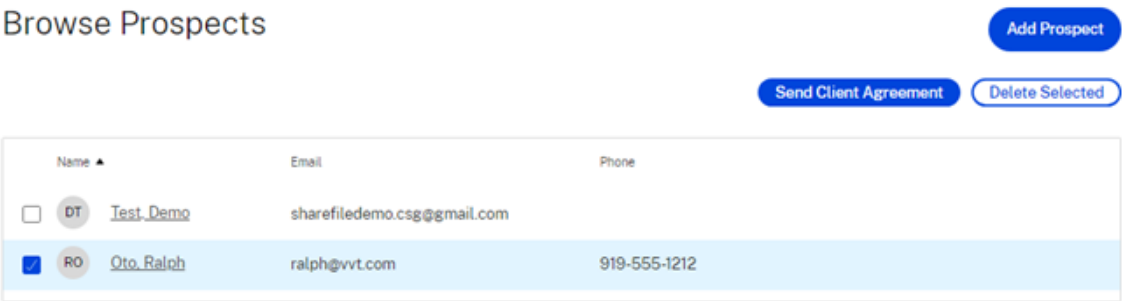 Browse Prospects
Add Prospect
Send Client Agreement Delete Selected
Name ▲ Email Phone
DT Test, Demo sharefiledemo.csg@gmail.com
RO Oto, Ralph ralph@vvt.com 919-555-1212